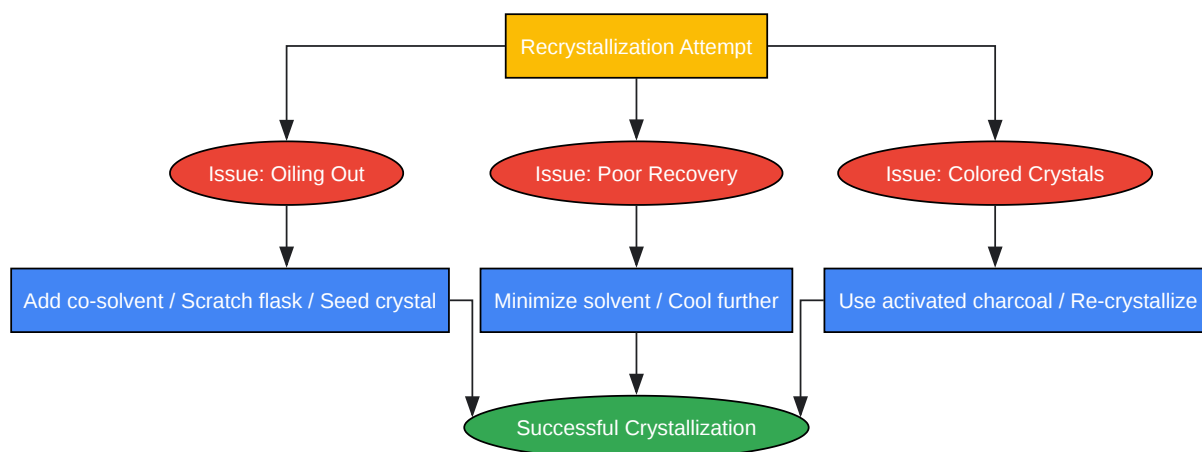 Recrystallization Attempt
Issue: Oiling Out
Issue: Poor Recovery
Issue: Colored Crystals
Add co-solvent / Scratch flask / Seed crystal
Minimize solvent / Cool further
Use activated charcoal / Re-crystallize
Successful Crystallization